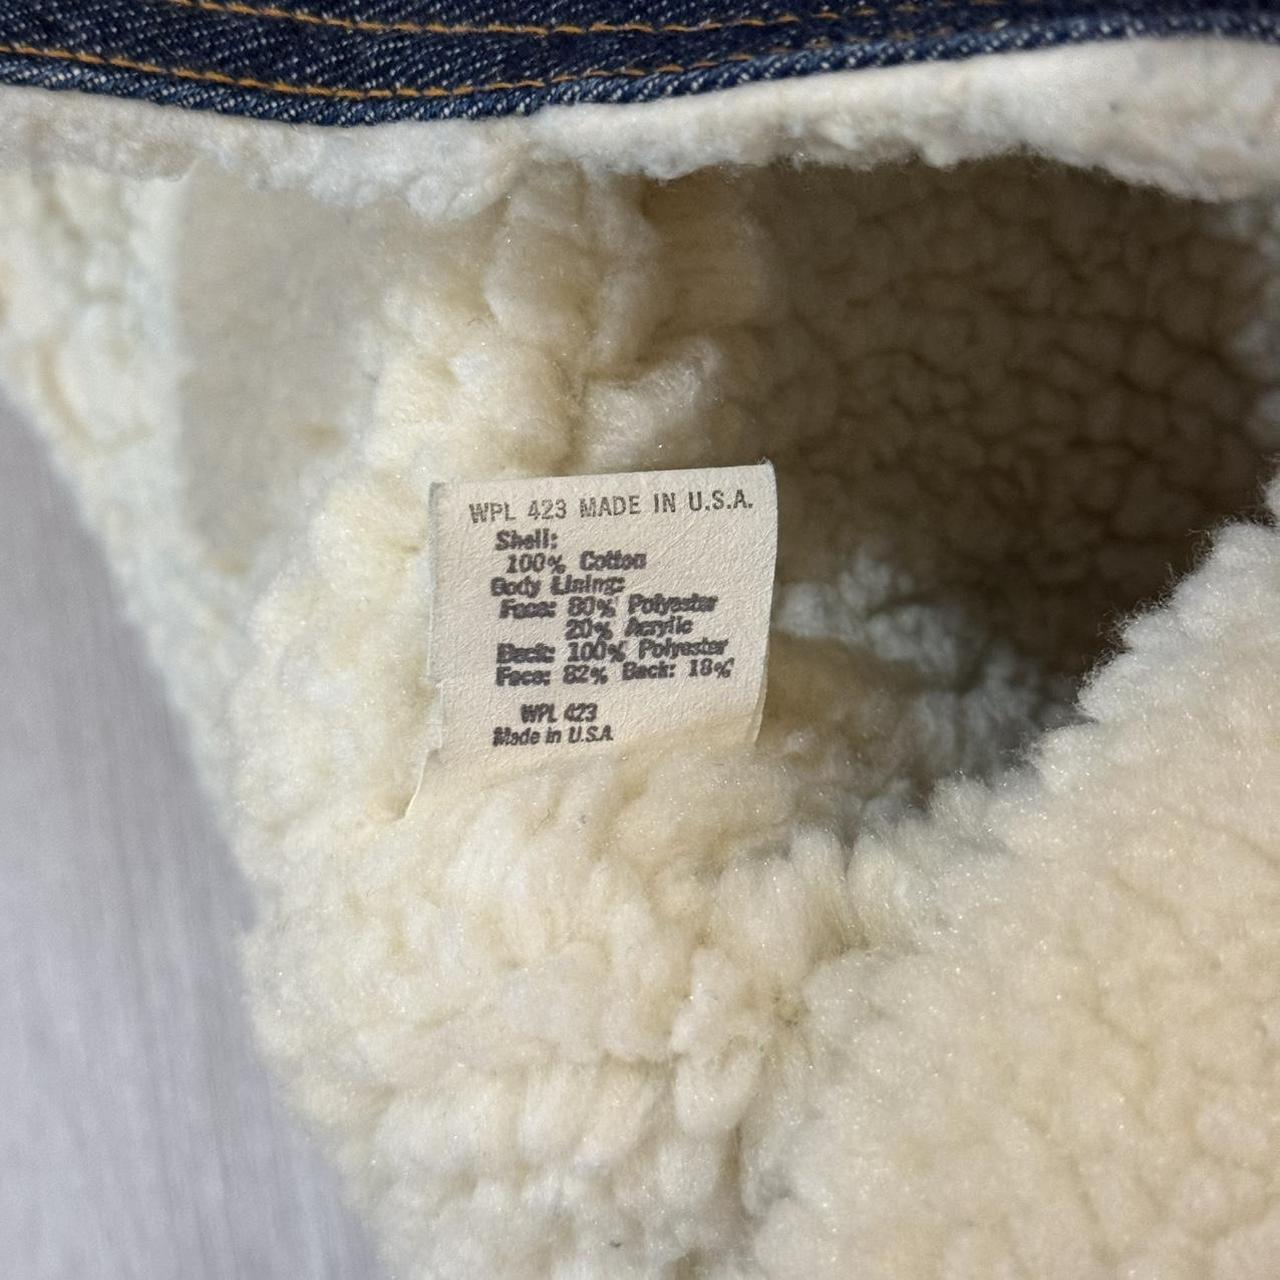 WPL 423 MADE IN U.S.A.
Shell:
100% Cotton
Body Lining:
Face: 80% Polyester
20% Acrylic
Back: 100% Polyester
Face: 82% Back: 18%
WPL 423
Made in U.S.A.